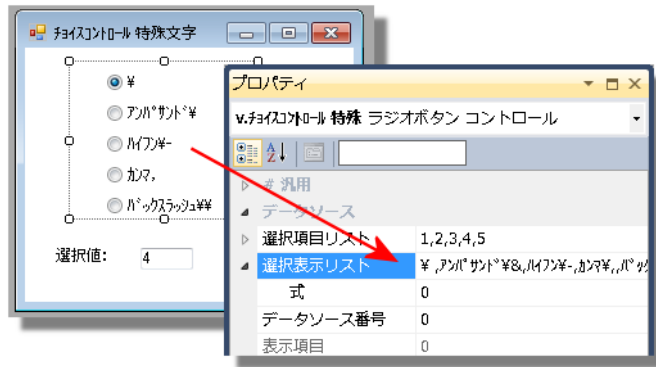 ﾁｮｲｽｺﾝﾄﾛｰﾙ 特殊文字
¥
ｱﾝﾊﾟｻﾝﾄﾞ¥
ﾊｲﾌﾝ¥-
ｶﾝﾏ,
ﾊﾞｯｸｽﾗｯｼｭ¥¥
選択値: 4
プロパティ
v.ﾁｮｲｽｺﾝﾄﾛｰﾙ 特殊 ラジオボタン コントロール
# 汎用
データソース
選択項目リスト 1,2,3,4,5
選択表示リスト ¥ ,ｱﾝﾊﾟｻﾝﾄﾞ¥&,ﾊｲﾌﾝ¥-,ｶﾝﾏ¥,,ﾊﾞｯｸ
式 0
データソース番号 0
表示項目 0